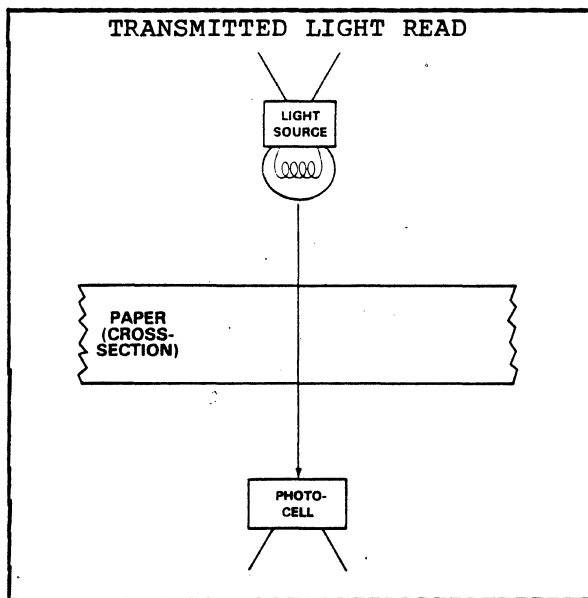 TRANSMITTED LIGHT READ
LIGHT
SOURCE
PAPER
(CROSS-
SECTION)
PHOTO-
CELL